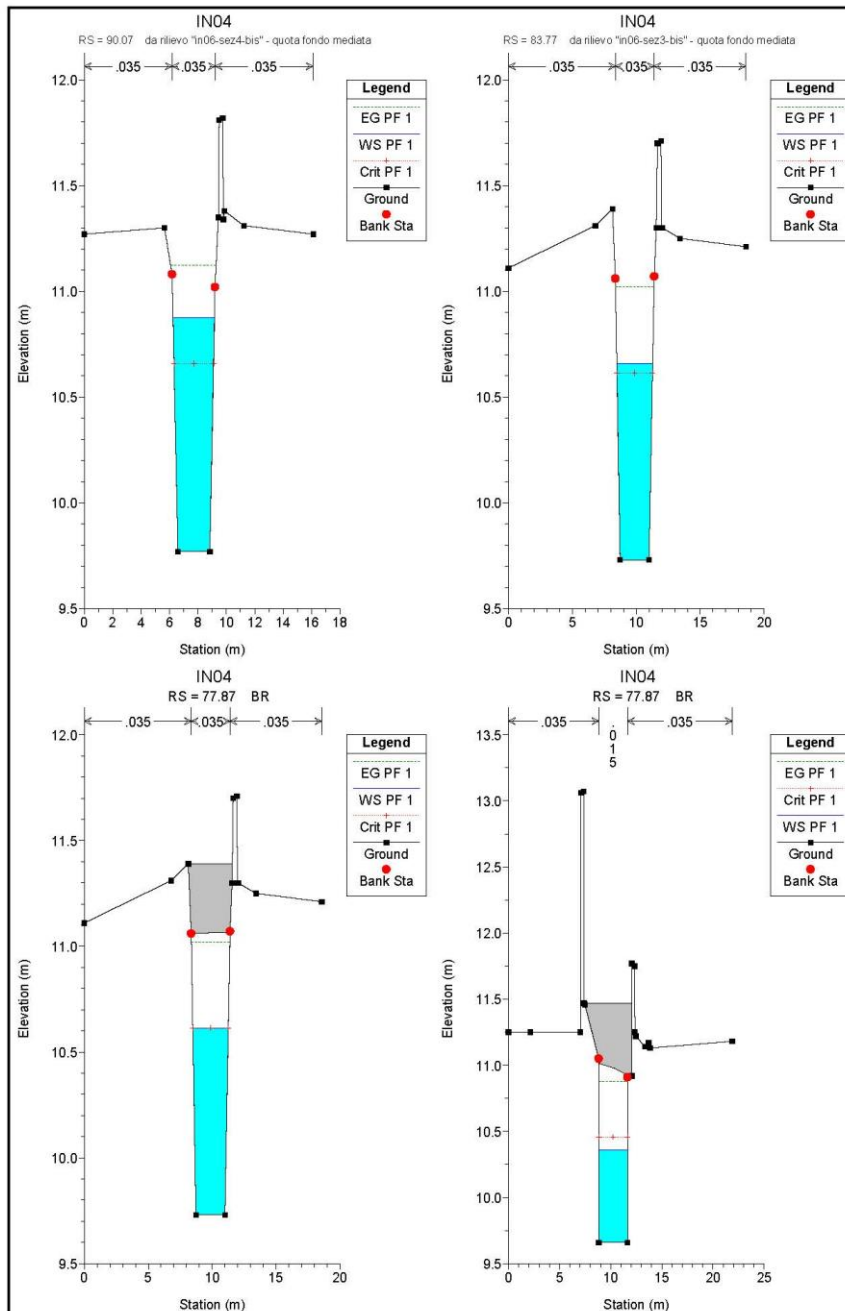 IN04
RS = 90.07 da rilievo "in06-sez4-bis" - quota fondo mediata
.035 .035 .035
Legend
EG PF 1
WS PF 1
Crit PF 1
Ground
Bank Sta
12.0
11.5
11.0
10.5
10.0
9.5
Elevation (m)
0 2 4 6 8 10 12 14 16 18
Station (m)
IN04
RS = 83.77 da rilievo "in06-sez3-bis" - quota fondo mediata
.035 .035 .035
Legend
EG PF 1
WS PF 1
Crit PF 1
Ground
Bank Sta
12.0
11.5
11.0
10.5
10.0
9.5
Elevation (m)
0 5 10 15 20
Station (m)
IN04
RS = 77.87 BR
.035 .035 .035
Legend
EG PF 1
WS PF 1
Crit PF 1
Ground
Bank Sta
12.0
11.5
11.0
10.5
10.0
9.5
Elevation (m)
0 5 10 15 20
Station (m)
IN04
RS = 77.87 BR
.035 .015 .035
Legend
EG PF 1
Crit PF 1
WS PF 1
Ground
Bank Sta
13.5
13.0
12.5
12.0
11.5
11.0
10.5
10.0
9.5
Elevation (m)
0 5 10 15 20 25
Station (m)